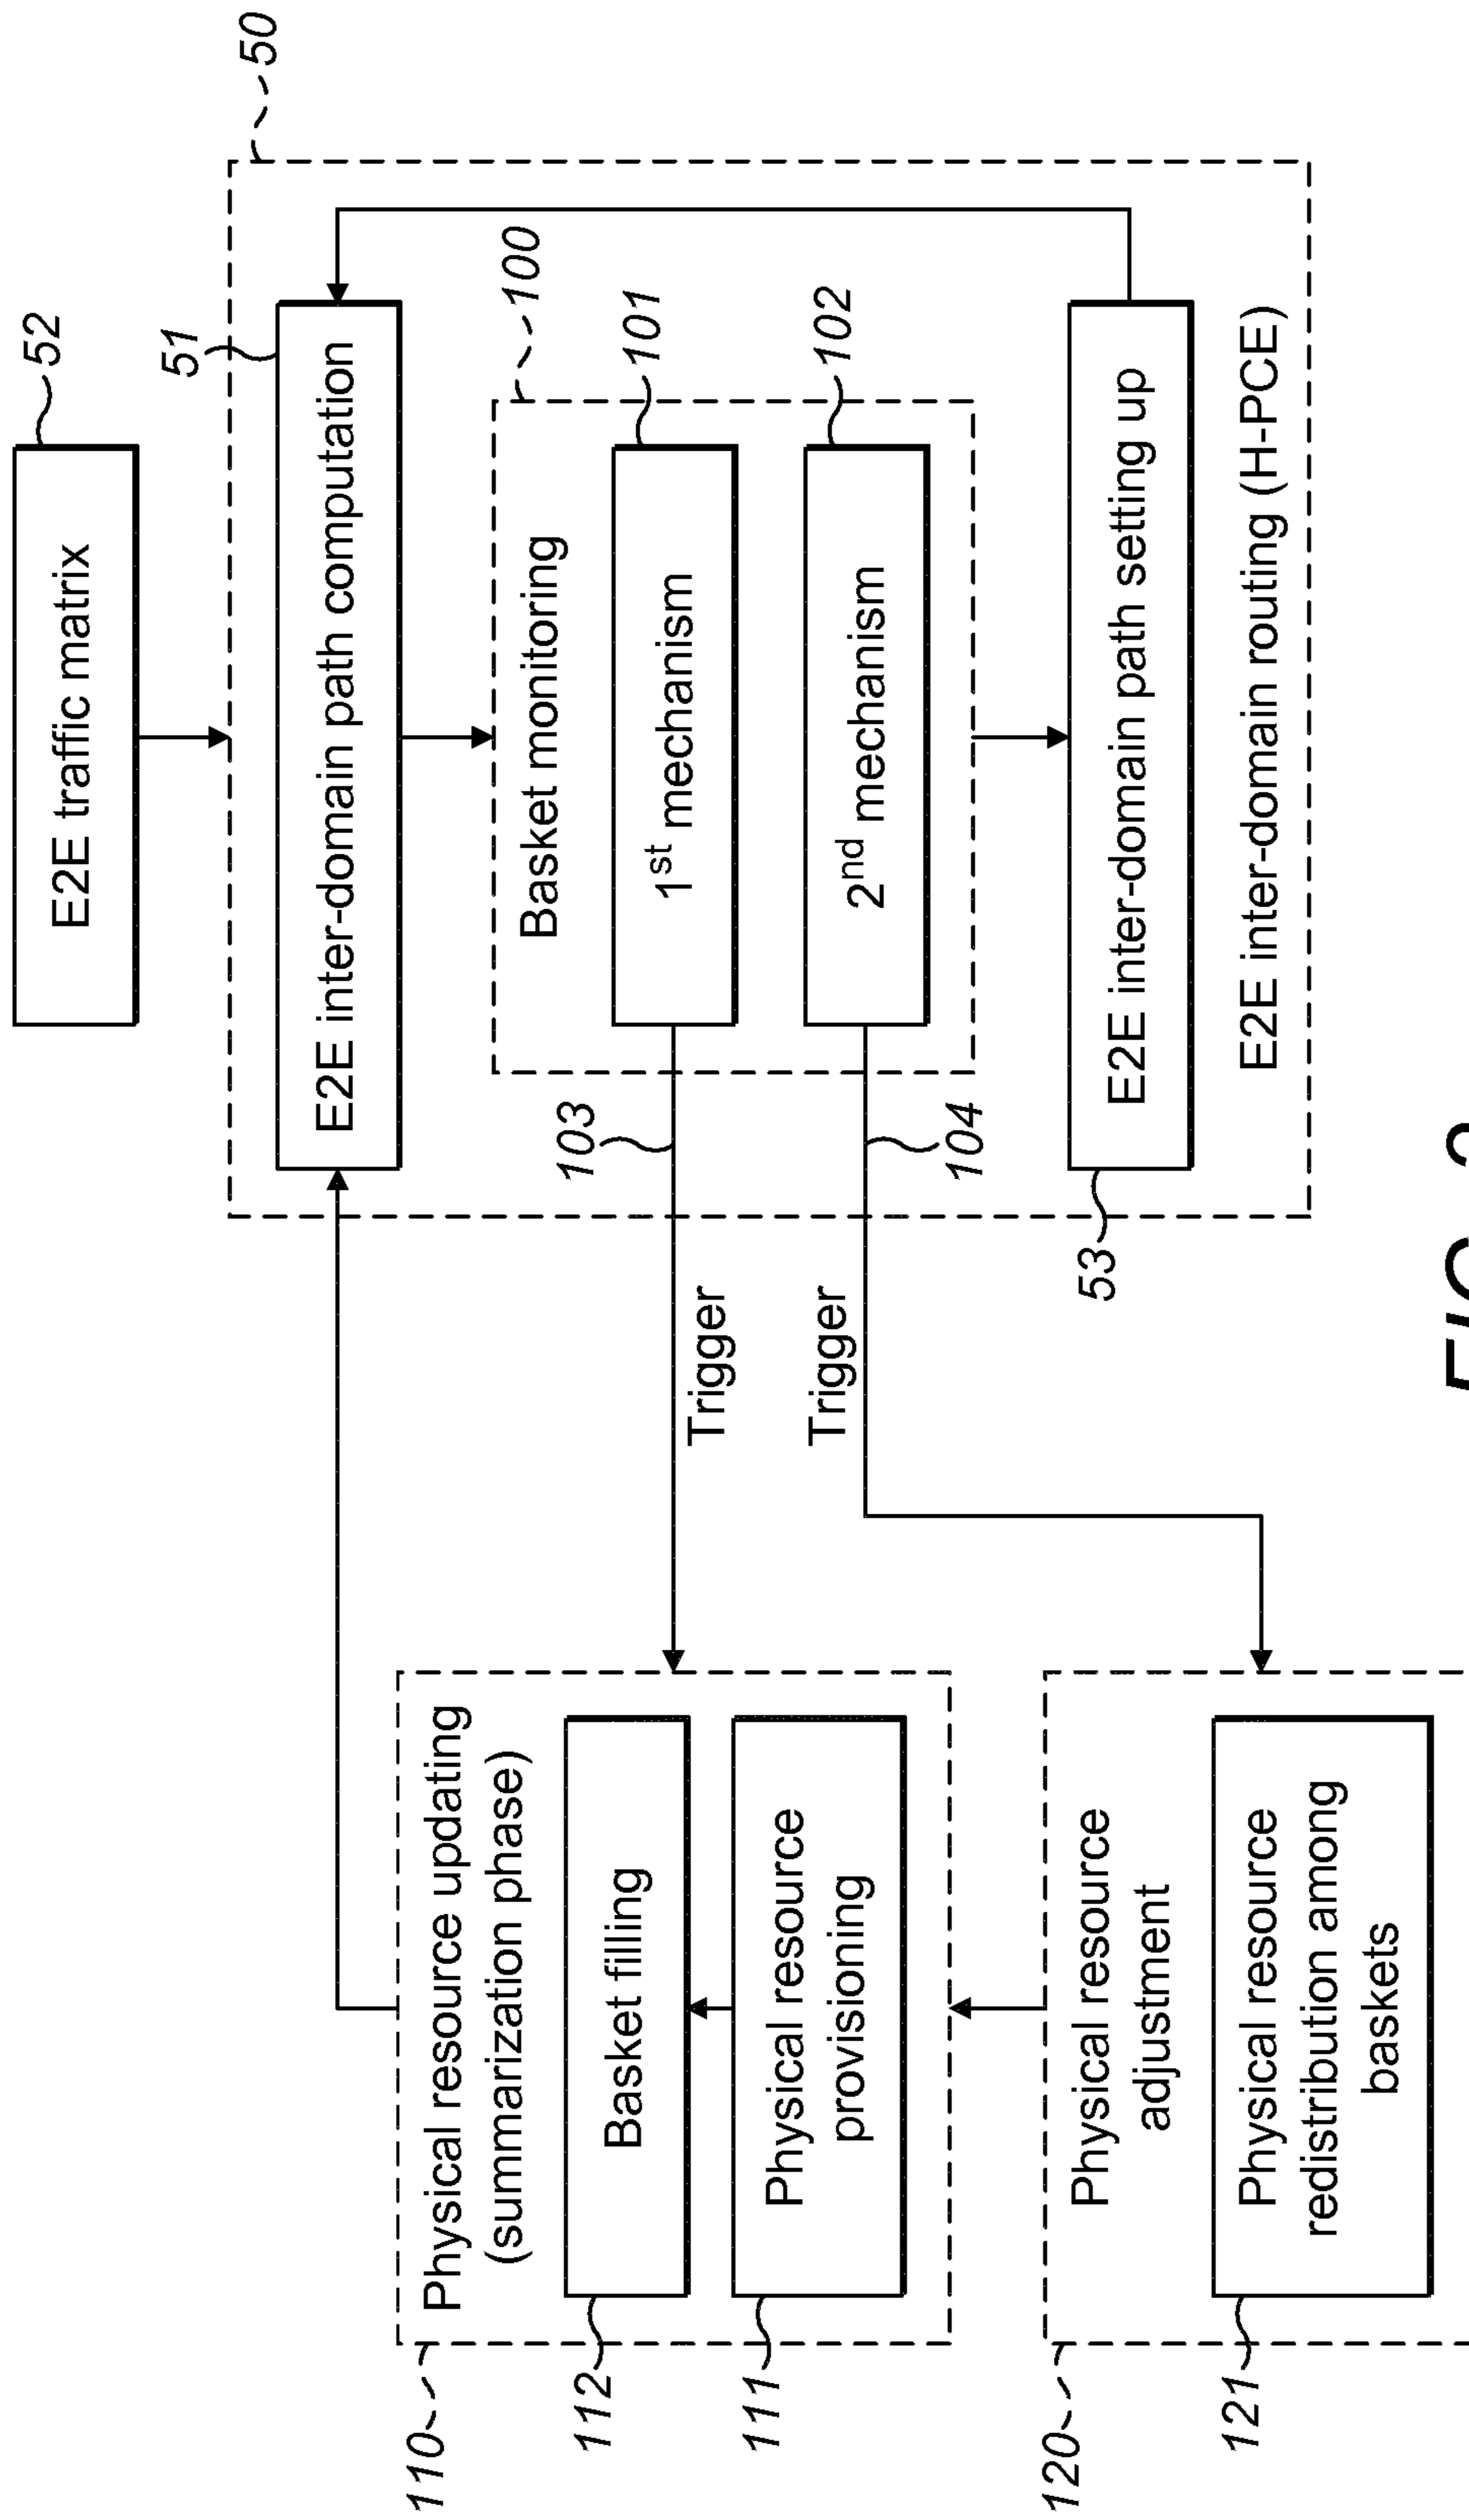 52
E2E traffic matrix
50
51
E2E inter-domain path computation
100
Basket monitoring
101
1st mechanism
102
2nd mechanism
103
104
E2E inter-domain path setting up
53
E2E inter-domain routing (H-PCE)
Trigger
Trigger
110
Physical resource updating
(summarization phase)
112
Basket filling
111
Physical resource
provisioning
120
Physical resource
adjustment
121
Physical resource
redistribution among
baskets